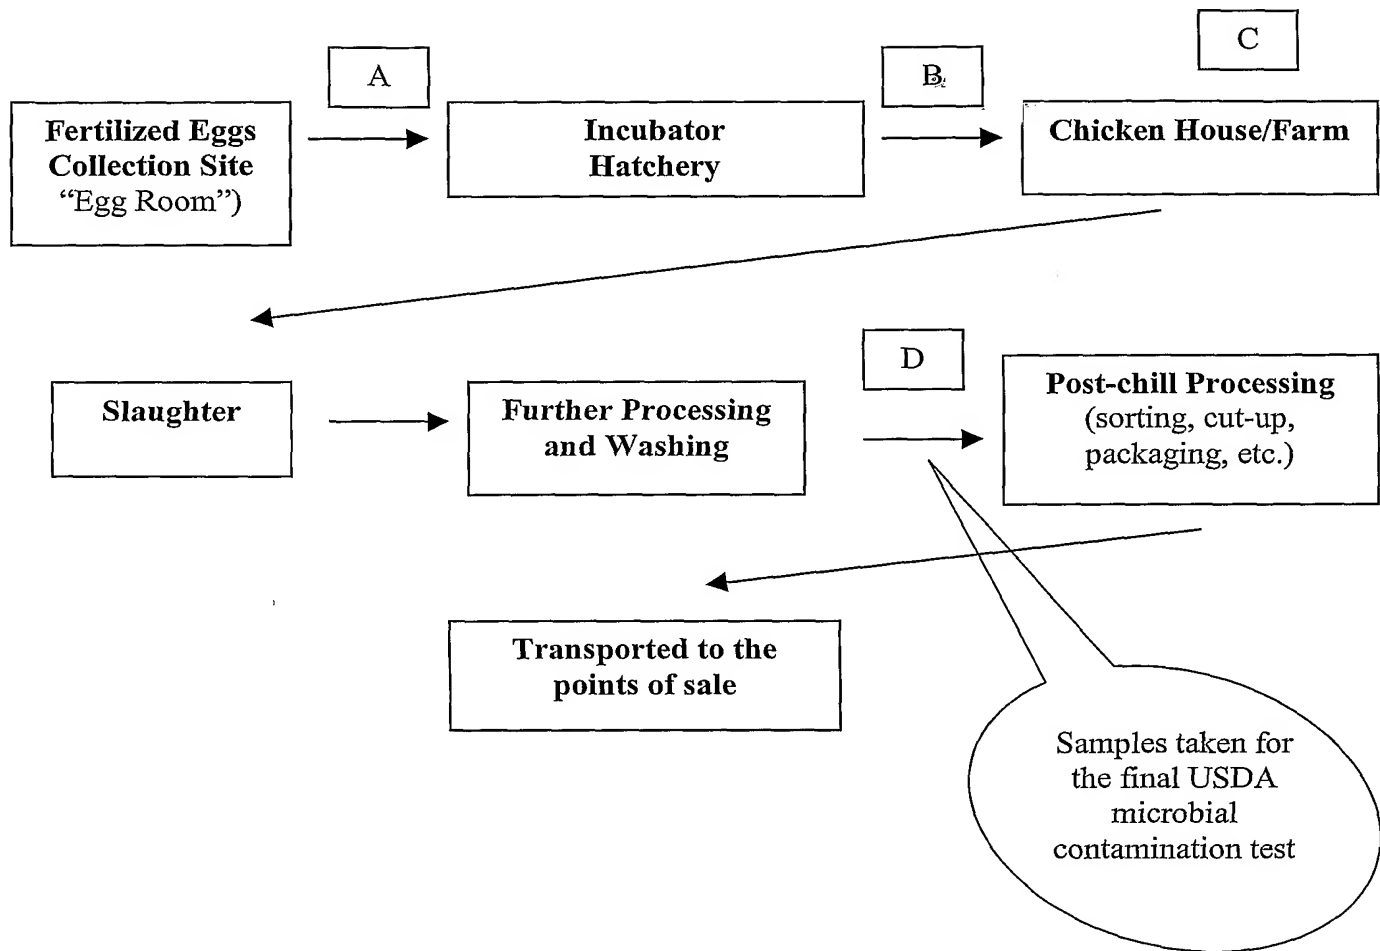 C
A
B
Fertilized Eggs
Collection Site
“Egg Room”)
Incubator
Hatchery
Chicken House/Farm
D
Slaughter
Further Processing
and Washing
Post-chill Processing
(sorting, cut-up,
packaging, etc.)
Transported to the
points of sale
Samples taken for
the final USDA
microbial
contamination test